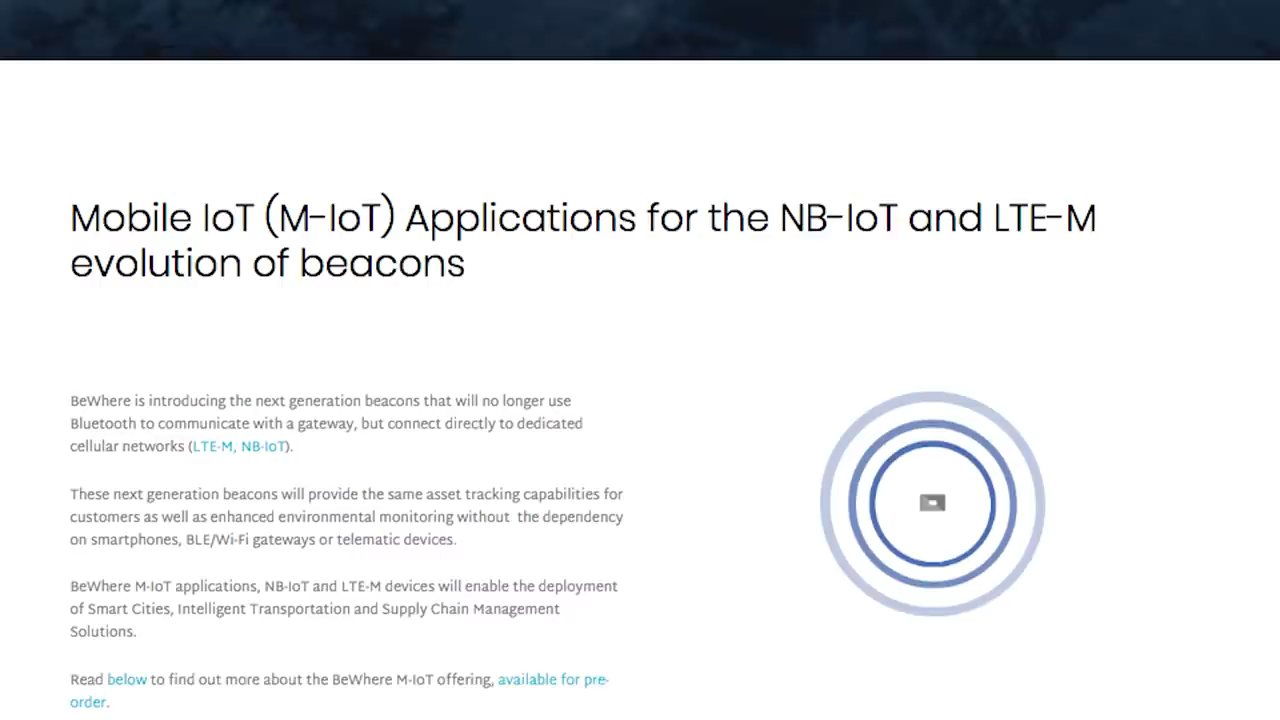 Mobile IoT (M-IoT) Applications for the NB-IoT and LTE-M
evolution of beacons
BeWhere is introducing the next generation beacons that will no longer use
Bluetooth to communicate with a gateway, but connect directly to dedicated
cellular networks (LTE-M, NB-IoT).
These next generation beacons will provide the same asset tracking capabilities for
customers as well as enhanced environmental monitoring without  the dependency
on smartphones, BLE/Wi-Fi gateways or telematic devices.
BeWhere M-IoT applications, NB-IoT and LTE-M devices will enable the deployment
of Smart Cities, Intelligent Transportation and Supply Chain Management
Solutions.
Read below to find out more about the BeWhere M-IoT offering, available for pre-
order.